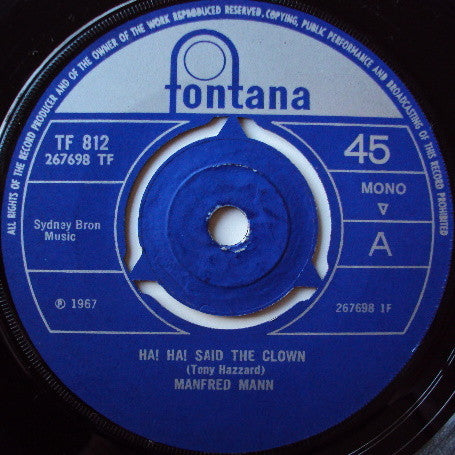 ALL RIGHTS OF THE RECORD PRODUCER AND OF THE OWNER OF THE WORK REPRODUCED RESERVED. COPYING, PUBLIC PERFORMANCE AND BROADCASTING OF THIS RECORD PROHIBITED
fontana
TF 812
267698 TF
45
MONO
A
Sydney Bron
Music
℗ 1967
267698 1F
HA! HA! SAID THE CLOWN
(Tony Hazzard)
MANFRED MANN